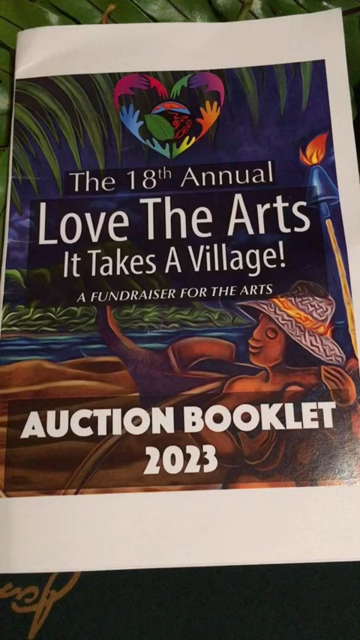 The 18th Annual
Love The Arts
It Takes A Village!
A FUNDRAISER FOR THE ARTS
AUCTION BOOKLET
2023